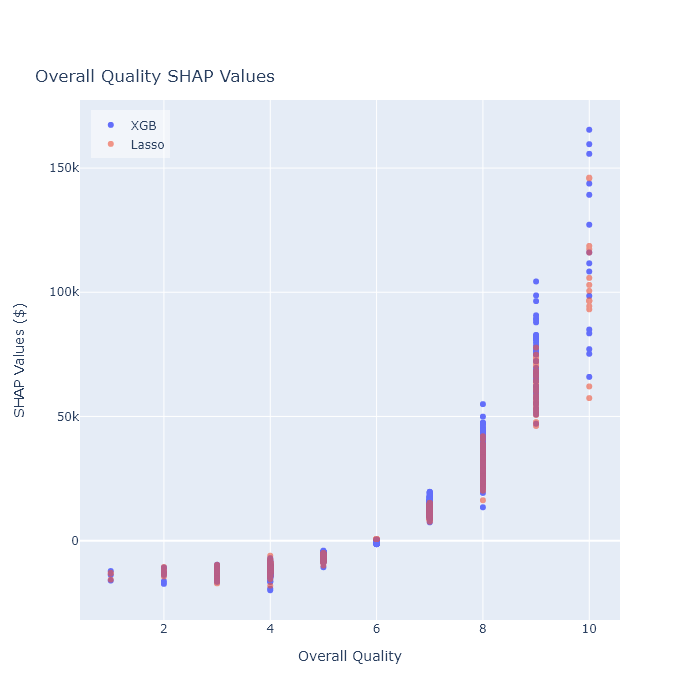 Overall Quality SHAP Values
XGB
Lasso
150k
100k
50k
0
SHAP Values ($)
2
4
6
8
10
Overall Quality